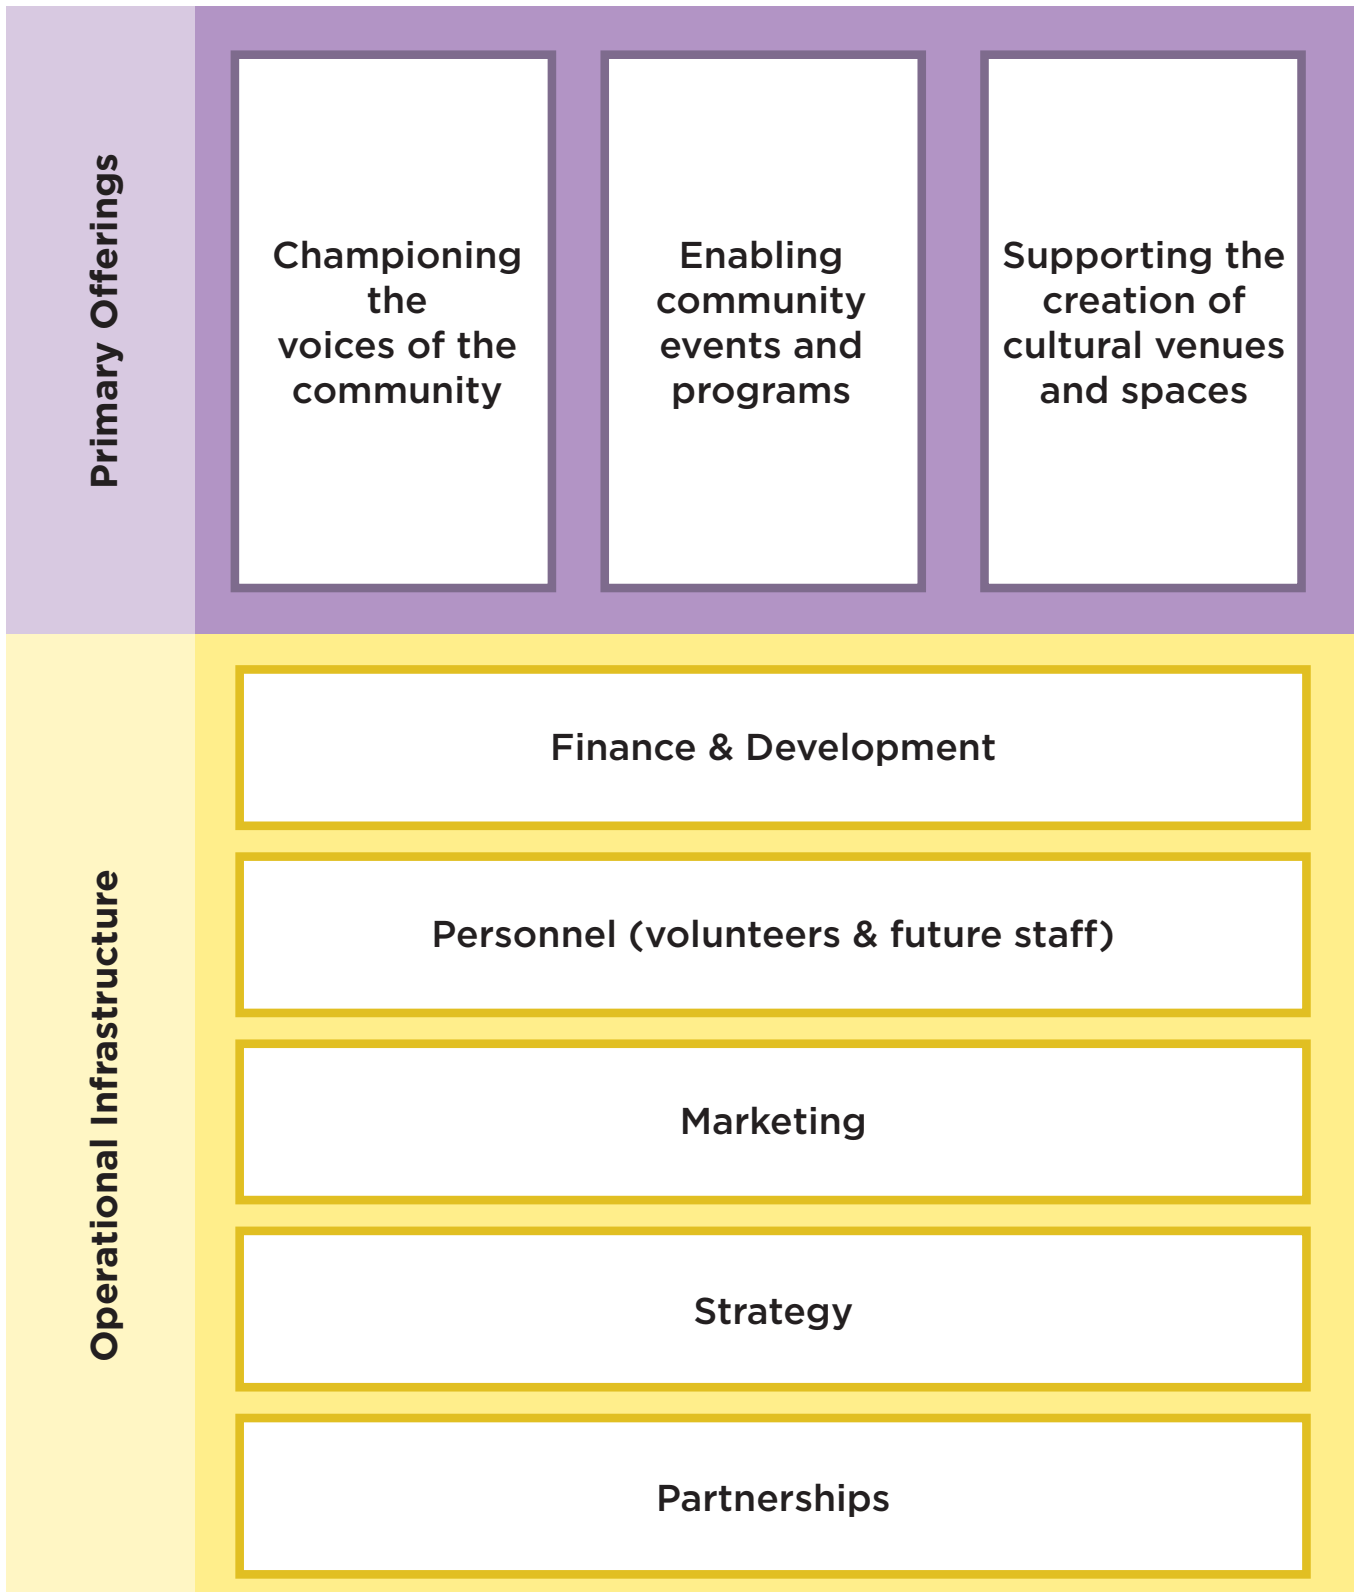 Primary Offerings
Championing
the
voices of the
community
Enabling
community
events and
programs
Supporting the
creation of
cultural venues
and spaces
Operational Infrastructure
Finance & Development
Personnel (volunteers & future staff)
Marketing
Strategy
Partnerships